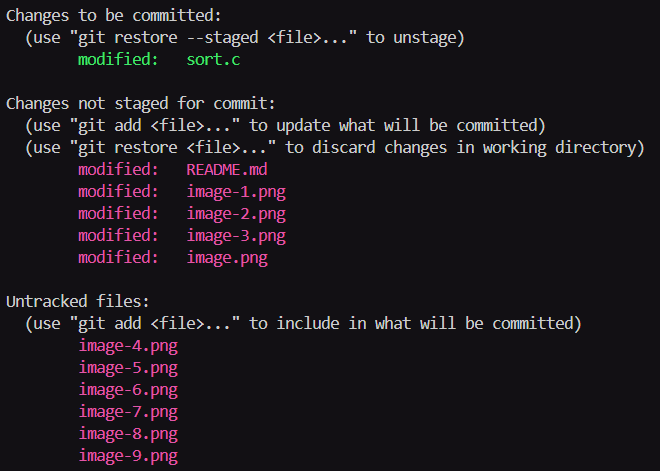 Changes to be committed:
  (use "git restore --staged <file>..." to unstage)
        modified:   sort.c

Changes not staged for commit:
  (use "git add <file>..." to update what will be committed)
  (use "git restore <file>..." to discard changes in working directory)
        modified:   README.md
        modified:   image-1.png
        modified:   image-2.png
        modified:   image-3.png
        modified:   image.png

Untracked files:
  (use "git add <file>..." to include in what will be committed)
        image-4.png
        image-5.png
        image-6.png
        image-7.png
        image-8.png
        image-9.png